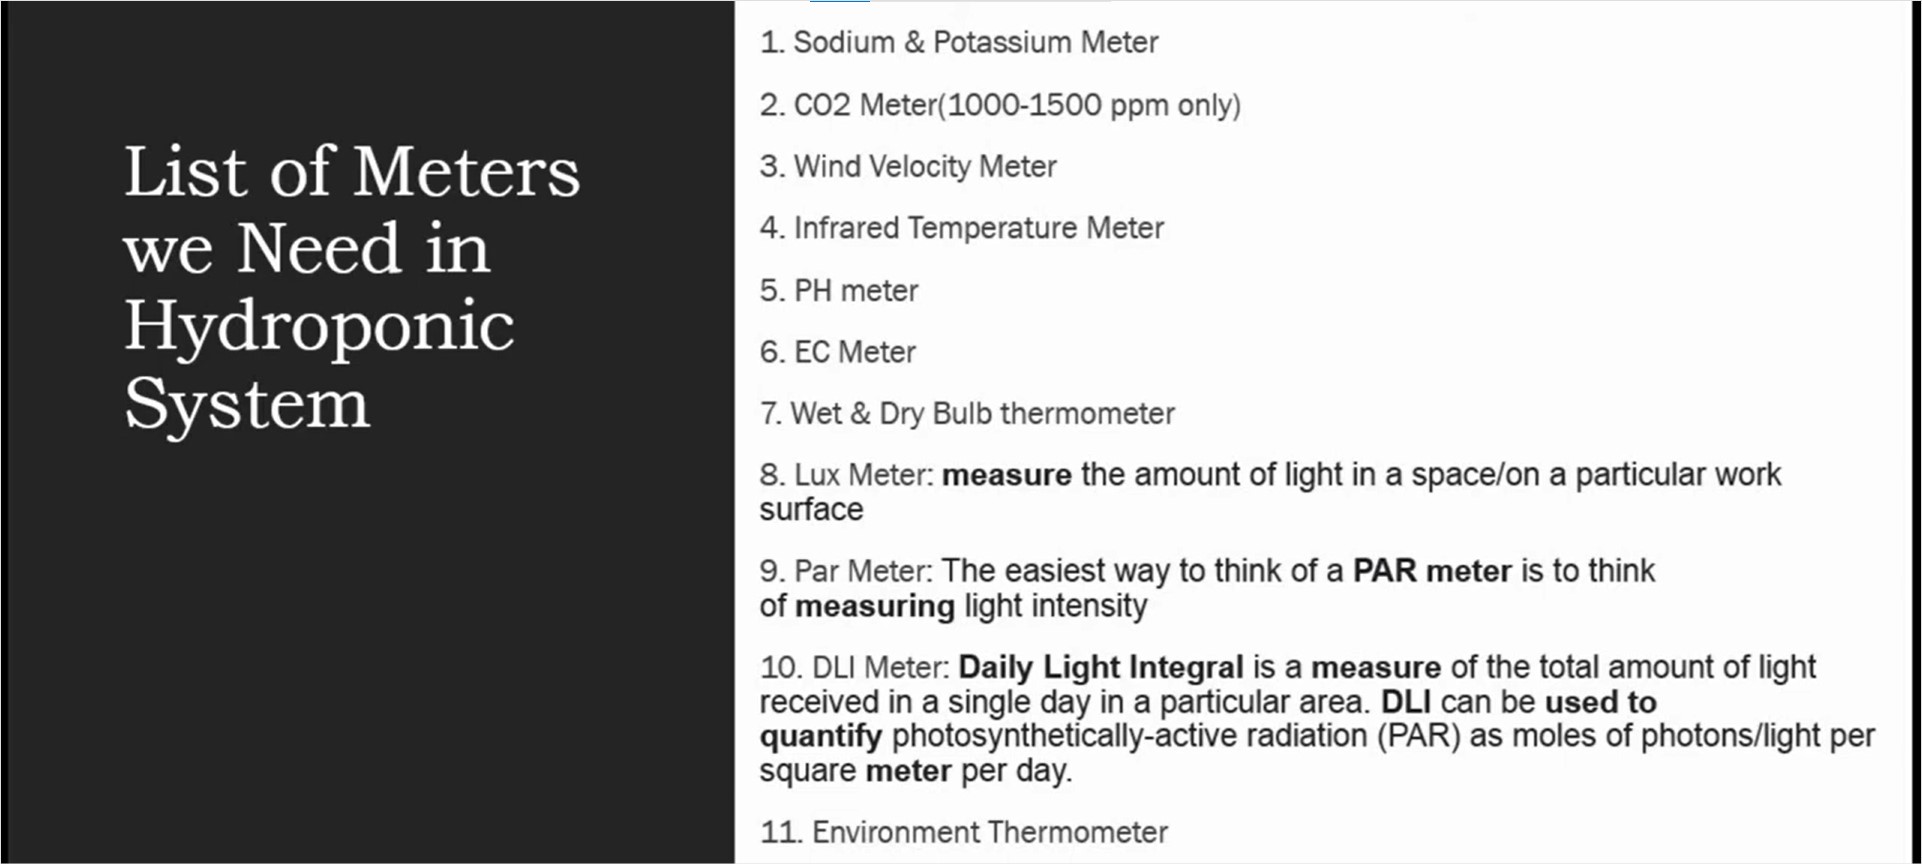 List of Meters
we Need in
Hydroponic
System
1. Sodium & Potassium Meter
2. CO2 Meter(1000-1500 ppm only)
3. Wind Velocity Meter
4. Infrared Temperature Meter
5. PH meter
6. EC Meter
7. Wet & Dry Bulb thermometer
8. Lux Meter: measure the amount of light in a space/on a particular work
surface
9. Par Meter: The easiest way to think of a PAR meter is to think
of measuring light intensity
10. DLI Meter: Daily Light Integral is a measure of the total amount of light
received in a single day in a particular area. DLI can be used to
quantify photosynthetically-active radiation (PAR) as moles of photons/light per
square meter per day.
11. Environment Thermometer